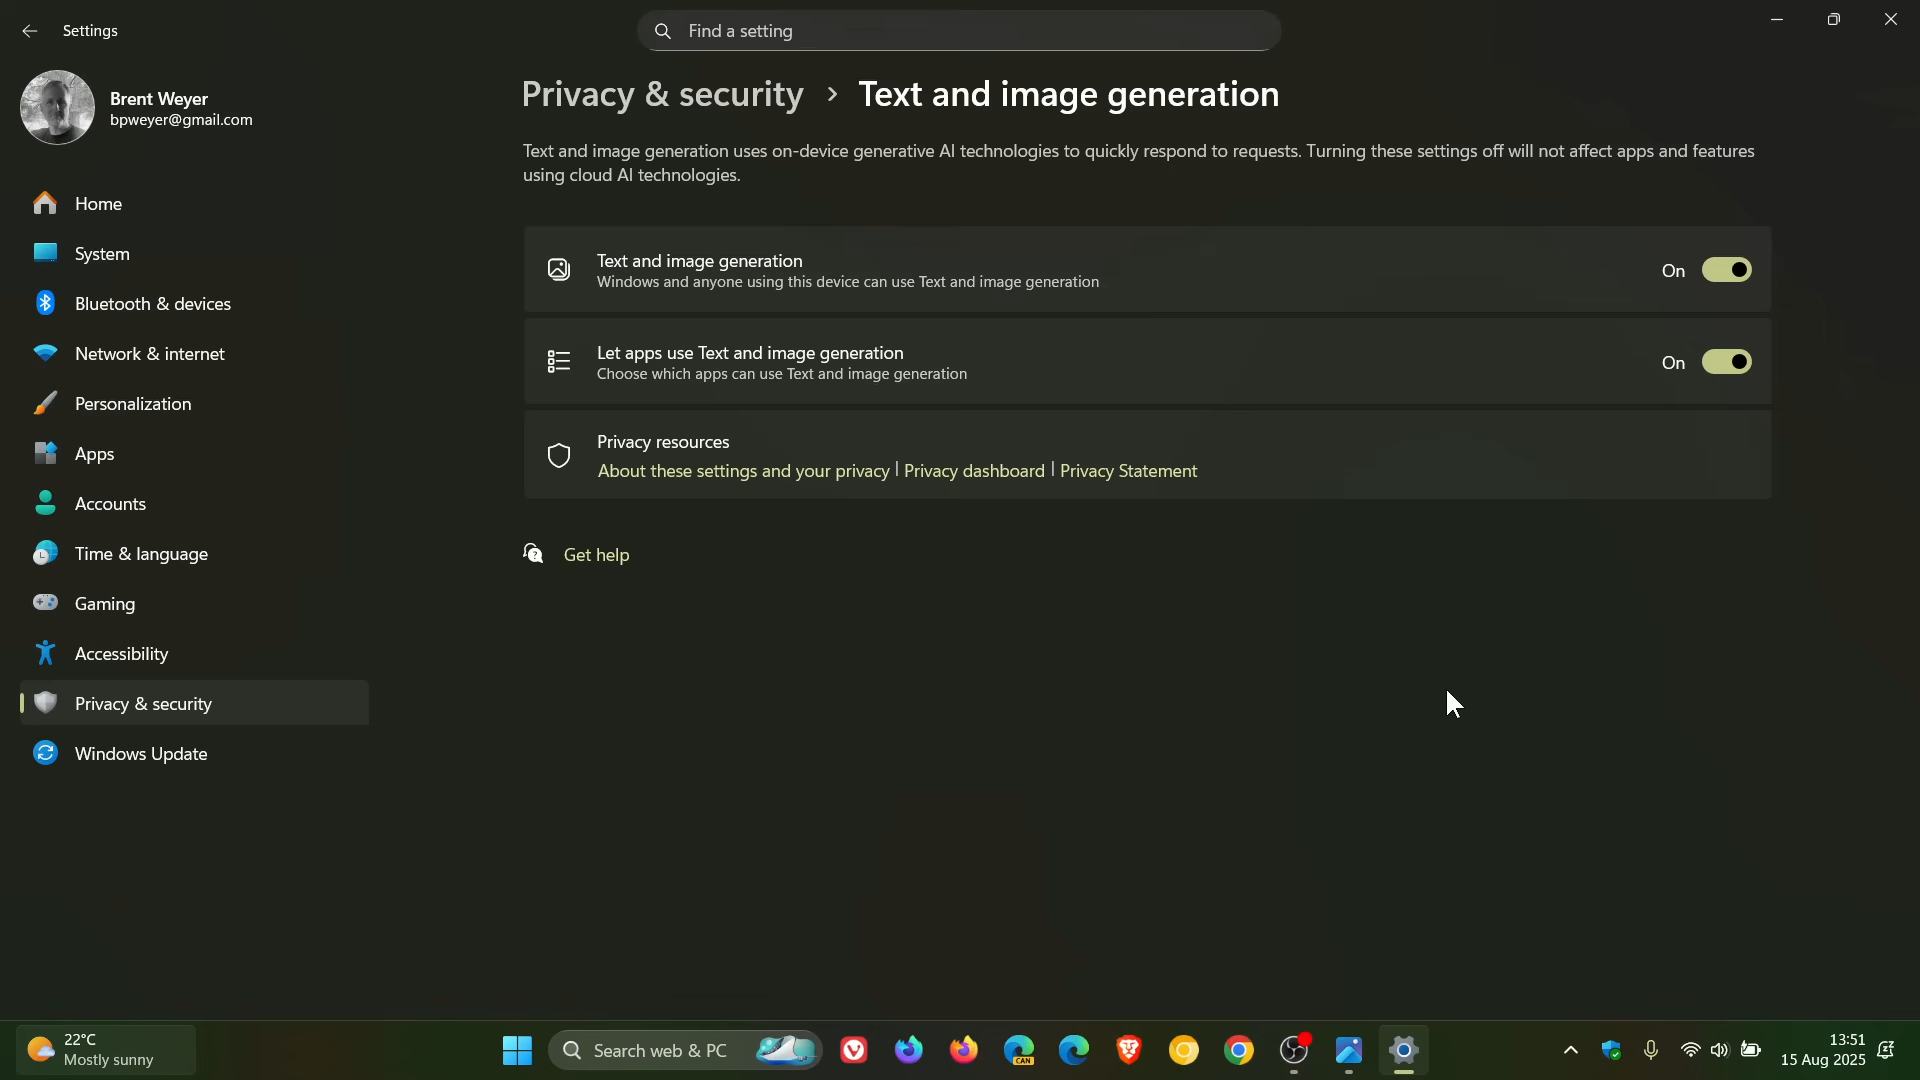 Settings
Find a setting
Brent Weyer
bpweyer@gmail.com
Home
System
Bluetooth & devices
Network & internet
Personalization
Apps
Accounts
Time & language
Gaming
Accessibility
Privacy & security
Windows Update
Privacy & security > Text and image generation
Text and image generation uses on-device generative AI technologies to quickly respond to requests. Turning these settings off will not affect apps and features
using cloud AI technologies.
Text and image generation
Windows and anyone using this device can use Text and image generation
On
Let apps use Text and image generation
Choose which apps can use Text and image generation
On
Privacy resources
About these settings and your privacy | Privacy dashboard | Privacy Statement
Get help
22°C
Mostly sunny
Search web & PC
CAN
13:51
15 Aug 2025